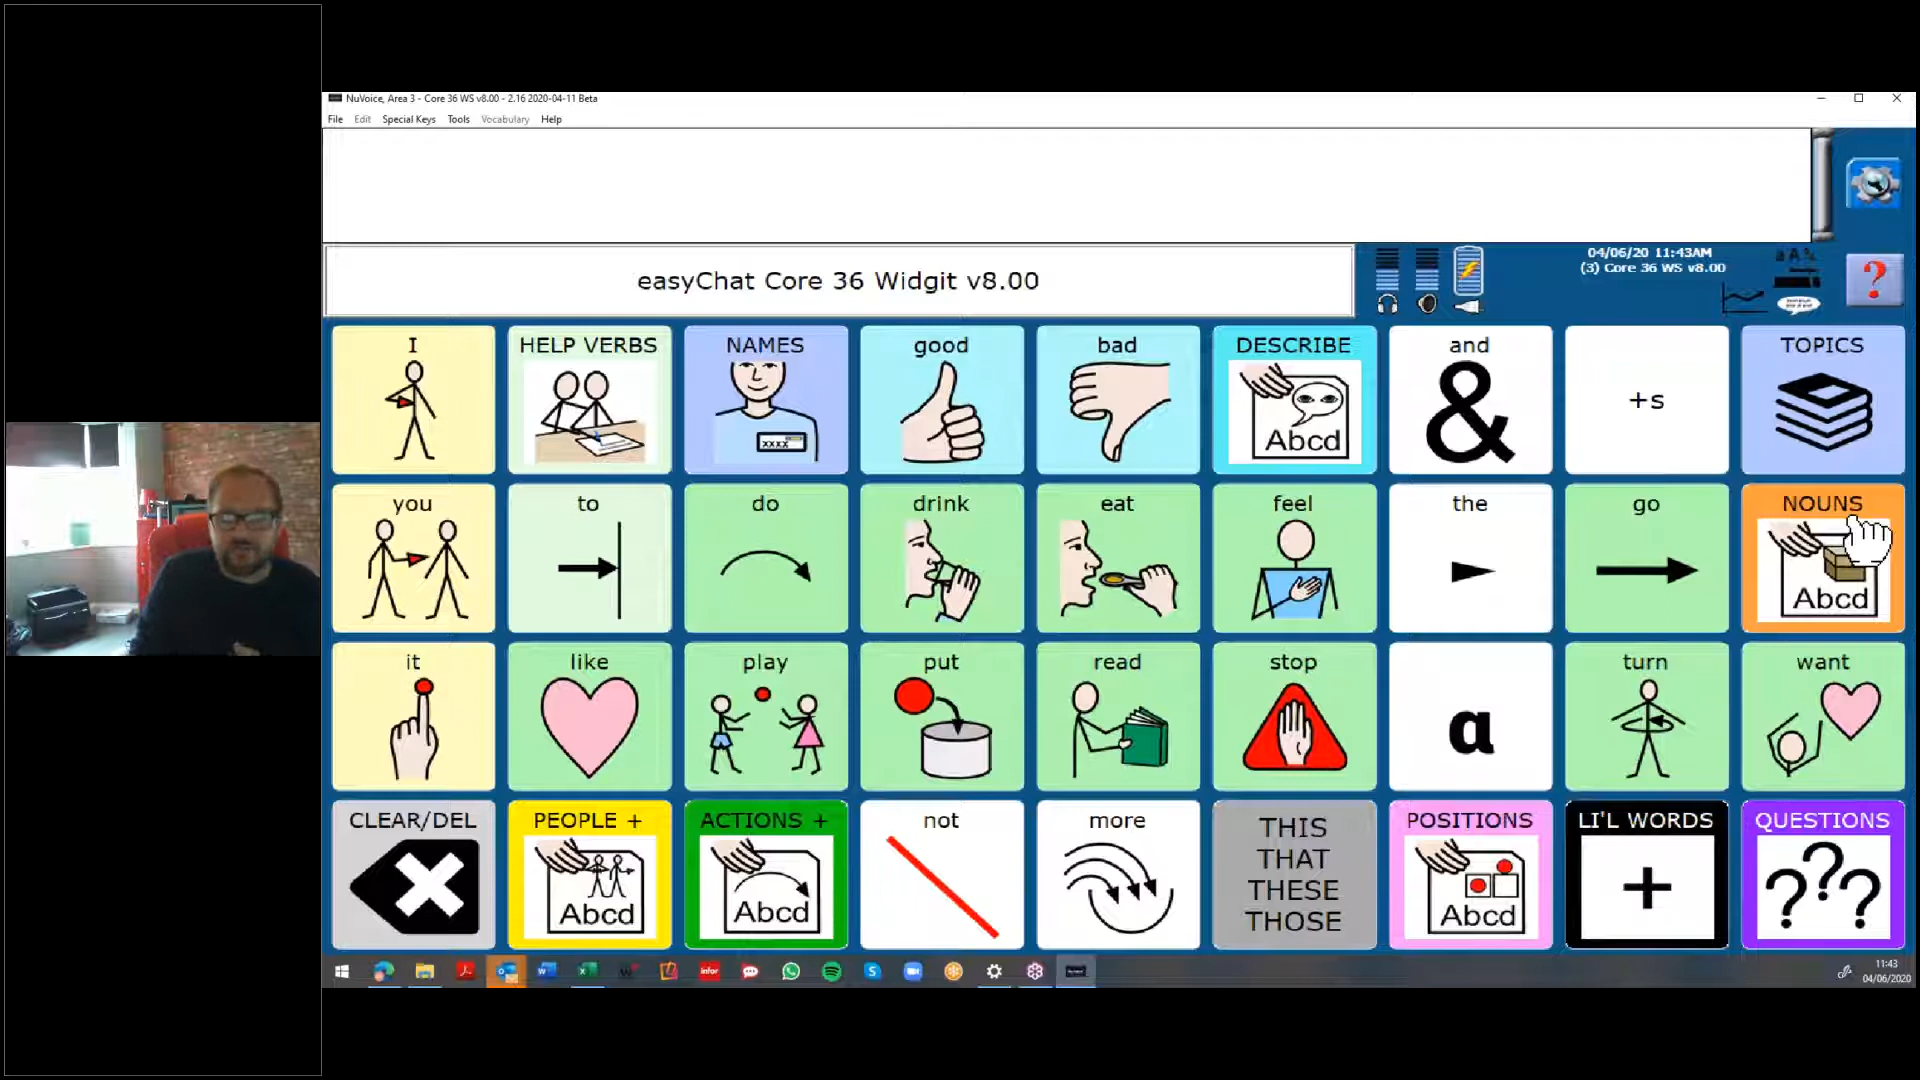 NuVoice, Area 3 - Core 36 WS v8.00 - 2.16 2020-04-11 Beta
File Edit Special Keys Tools Vocabulary Help
04/06/20 11:43AM
(3) Core 36 WS v8.00
easyChat Core 36 Widgit v8.00
?
I HELP VERBS NAMES good bad DESCRIBE and +s TOPICS
xxxx
Abcd
&
you to do drink eat feel the go NOUNS
Abcd
it like play put read stop turn want
a
CLEAR/DEL PEOPLE + ACTIONS + not more POSITIONS LI'L WORDS QUESTIONS
THIS
THAT
THESE
THOSE
Abcd Abcd Abcd + ???
infor
11:43
04/06/2020